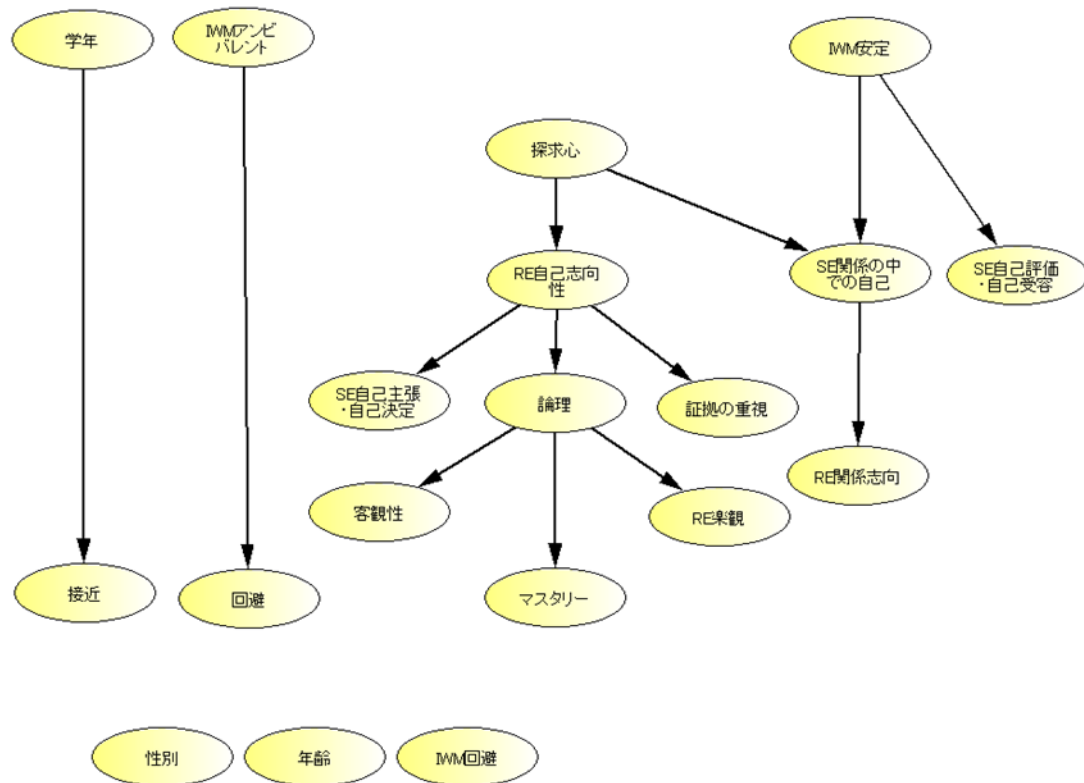 学年
IWMアンビ
バレント
IWM安定
探求心
RE自己志向
性
SE関係の中
での自己
SE自己評価
・自己受容
SE自己主張
・自己決定
論理
証拠の重視
RE関係志向
客観性
RE楽観
接近
回避
マスタリー
性別
年齢
IWM回避